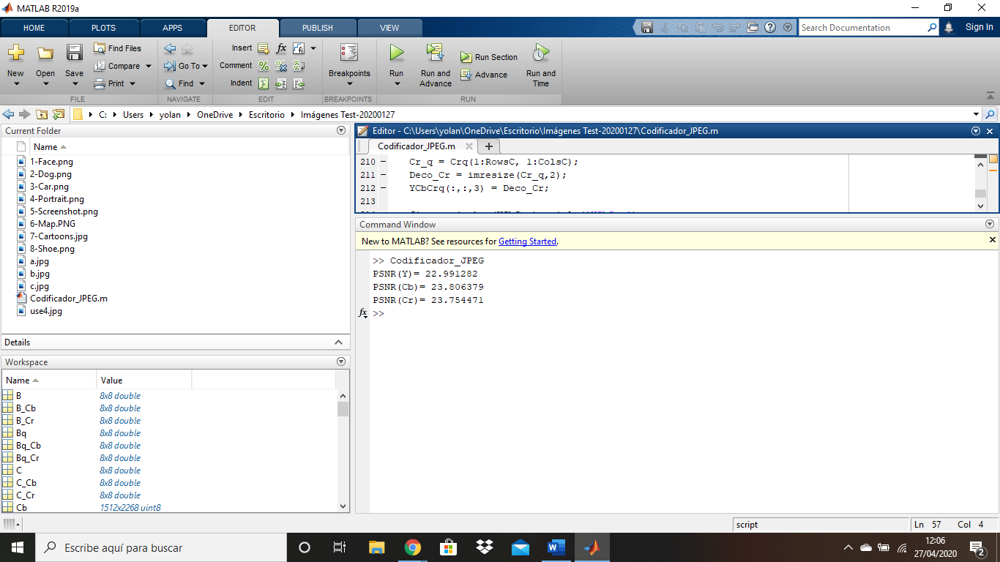 MATLAB R2019a
HOME PLOTS APPS EDITOR PUBLISH VIEW
Search Documentation
Sign In
New Open Save
Find Files
Compare
Print
Go To
Find
Insert
Comment
Indent
Breakpoints
Run
Run and Advance
Run Section
Advance
Run and Time
FILE NAVIGATE EDIT BREAKPOINTS RUN
C: Users yolan OneDrive Escritorio Imágenes Test-20200127
Current Folder
Name
1-Face.png
2-Dog.png
3-Car.png
4-Portrait.png
5-Screenshot.png
6-Map.PNG
7-Cartoons.jpg
8-Shoe.png
a.jpg
b.jpg
c.jpg
Codificador_JPEG.m
use4.jpg
Details
Workspace
Name Value
B 8x8 double
B_Cb 8x8 double
B_Cr 8x8 double
Bq 8x8 double
Bq_Cb 8x8 double
Bq_Cr 8x8 double
C 8x8 double
C_Cb 8x8 double
C_Cr 8x8 double
Cb 1512x2268 uint8
Editor - C:\Users\yolan\OneDrive\Escritorio\Imágenes Test-20200127\Codificador_JPEG.m
Codificador_JPEG.m
210 – Cr_q = Crq(1:RowsC, 1:ColsC);
211 – Deco_Cr = imresize(Cr_q,2);
212 – YCbCrq(:,:,3) = Deco_Cr;
213
Command Window
New to MATLAB? See resources for Getting Started.
>> Codificador_JPEG
PSNR(Y)= 22.991282
PSNR(Cb)= 23.806379
PSNR(Cr)= 23.754471
fx >>
script Ln 57 Col 4
Escribe aquí para buscar
12:06
27/04/2020
2